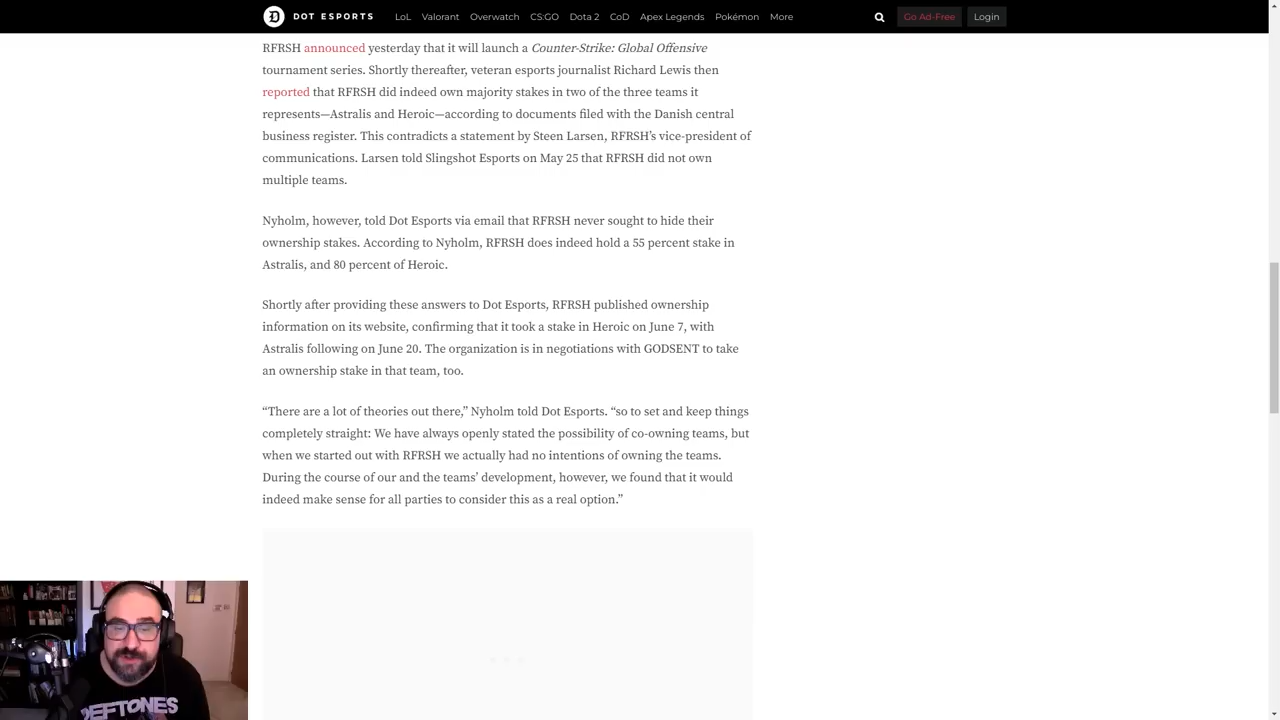 DOT ESPORTS LoL Valorant Overwatch CS:GO Dota 2 CoD Apex Legends Pokémon More Go Ad-Free Login
RFRSH announced yesterday that it will launch a Counter-Strike: Global Offensive
tournament series. Shortly thereafter, veteran esports journalist Richard Lewis then
reported that RFRSH did indeed own majority stakes in two of the three teams it
represents—Astralis and Heroic—according to documents filed with the Danish central
business register. This contradicts a statement by Steen Larsen, RFRSH’s vice-president of
communications. Larsen told Slingshot Esports on May 25 that RFRSH did not own
multiple teams.
Nyholm, however, told Dot Esports via email that RFRSH never sought to hide their
ownership stakes. According to Nyholm, RFRSH does indeed hold a 55 percent stake in
Astralis, and 80 percent of Heroic.
Shortly after providing these answers to Dot Esports, RFRSH published ownership
information on its website, confirming that it took a stake in Heroic on June 7, with
Astralis following on June 20. The organization is in negotiations with GODSENT to take
an ownership stake in that team, too.
“There are a lot of theories out there,” Nyholm told Dot Esports. “so to set and keep things
completely straight: We have always openly stated the possibility of co-owning teams, but
when we started out with RFRSH we actually had no intentions of owning the teams.
During the course of our and the teams’ development, however, we found that it would
indeed make sense for all parties to consider this as a real option.”
DEFTONES